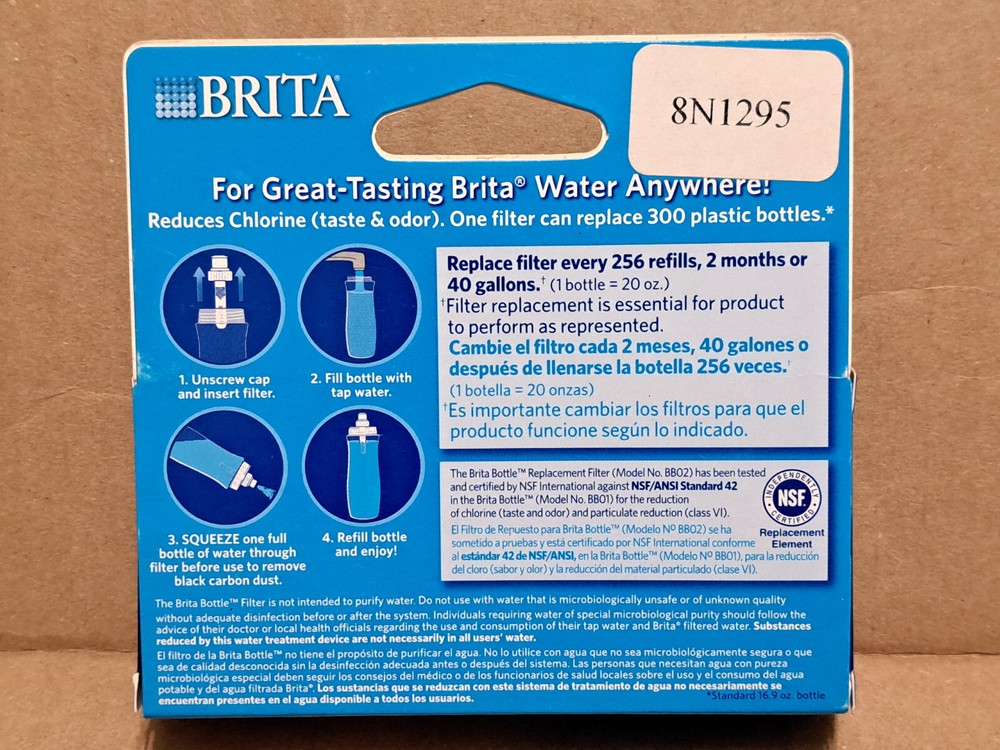 BRITA®
8N1295
For Great-Tasting Brita® Water Anywhere!
Reduces Chlorine (taste & odor). One filter can replace 300 plastic bottles.*
1. Unscrew cap
and insert filter.
2. Fill bottle with
tap water.
3. SQUEEZE one full
bottle of water through
filter before use to remove
black carbon dust.
4. Refill bottle
and enjoy!
Replace filter every 256 refills, 2 months or
40 gallons.† (1 bottle = 20 oz.)
†Filter replacement is essential for product
to perform as represented.
Cambie el filtro cada 2 meses, 40 galones o
después de llenarse la botella 256 veces.†
(1 botella = 20 onzas)
†Es importante cambiar los filtros para que el
producto funcione según lo indicado.
The Brita Bottle™ Replacement Filter (Model No. BB02) has been tested
and certified by NSF International against NSF/ANSI Standard 42
in the Brita Bottle™ (Model No. BB01) for the reduction
of chlorine (taste and odor) and particulate reduction (class VI).
El Filtro de Repuesto para Brita Bottle™ (Modelo Nº BB02) se ha
sometido a pruebas y está certificado por NSF International conforme
al estándar 42 de NSF/ANSI, en la Brita Bottle™ (Modelo Nº BB01), para la reducción
del cloro (sabor y olor) y la reducción del material particulado (clase VI).
INDEPENDENTLY
NSF®
CERTIFIED
Replacement
Element
The Brita Bottle™ Filter is not intended to purify water. Do not use with water that is microbiologically unsafe or of unknown quality
without adequate disinfection before or after the system. Individuals requiring water of special microbiological purity should follow the
advice of their doctor or local health officials regarding the use and consumption of their tap water and Brita® filtered water. Substances
reduced by this water treatment device are not necessarily in all users' water.
El filtro de la Brita Bottle™ no tiene el propósito de purificar el agua. No lo utilice con agua que no sea microbiológicamente segura o que
sea de calidad desconocida sin la desinfección adecuada antes o después del sistema. Las personas que necesitan agua con pureza
microbiológica especial deben seguir los consejos del médico o de los funcionarios de salud locales sobre el uso y el consumo del agua
potable y del agua filtrada Brita®. Los sustancias que se reduzcan con este sistema de tratamiento de agua no necesariamente se
encuentran presentes en el agua disponible a todos los usuarios.
*Standard 16.9 oz. bottle